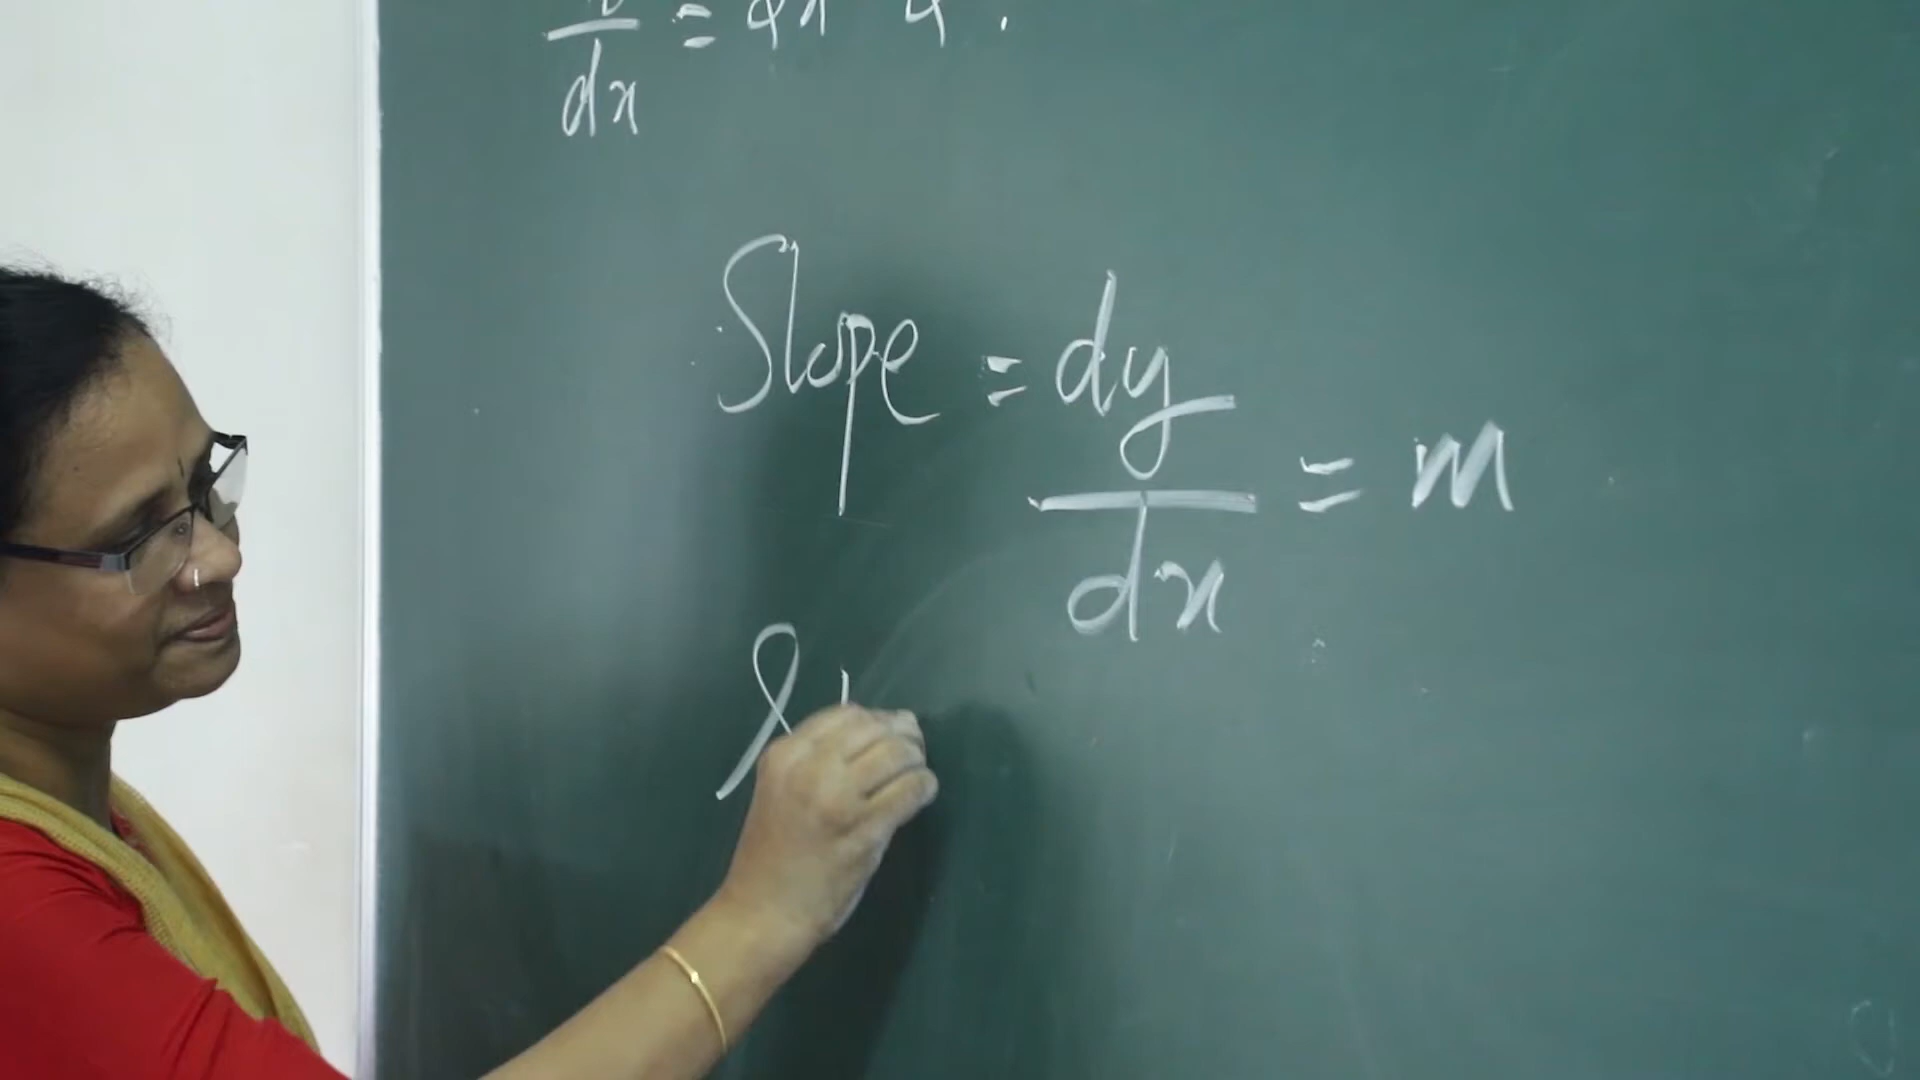 dx =
Slope = dy/dx = m